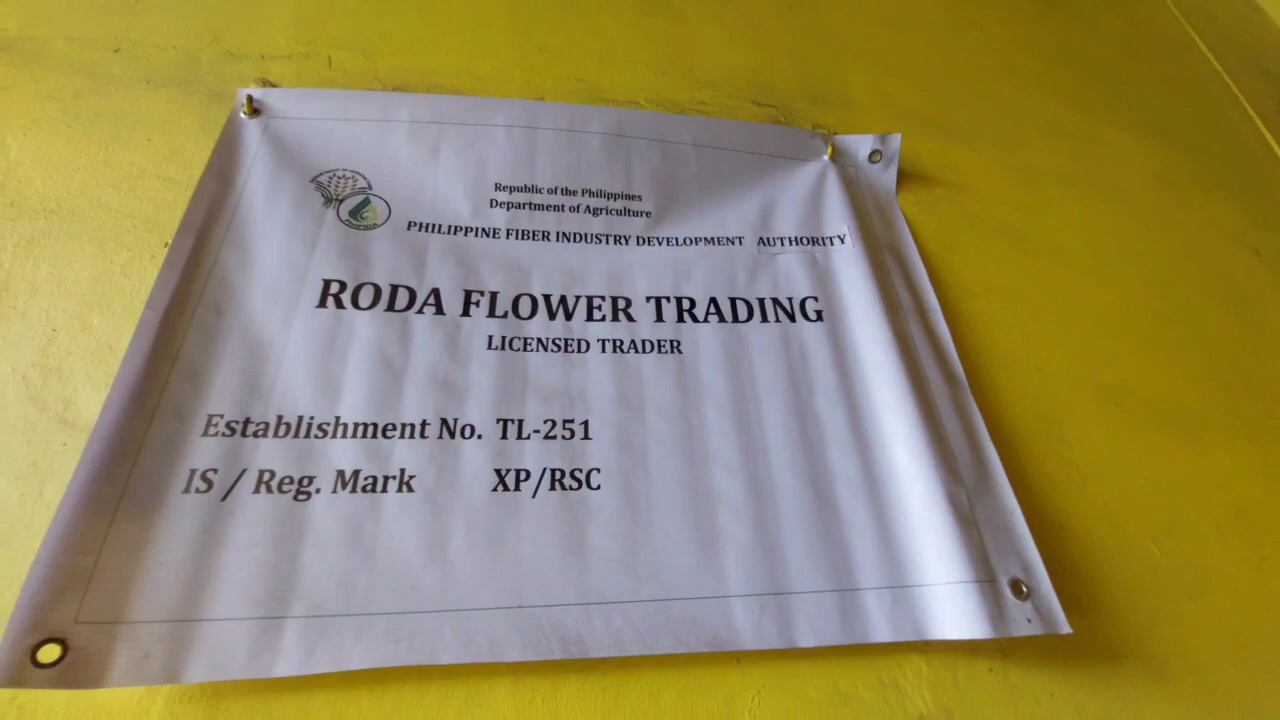 Republic of the Philippines
Department of Agriculture
PHILIPPINE FIBER INDUSTRY DEVELOPMENT AUTHORITY
RODA FLOWER TRADING
LICENSED TRADER
Establishment No. TL-251
IS / Reg. Mark XP/RSC